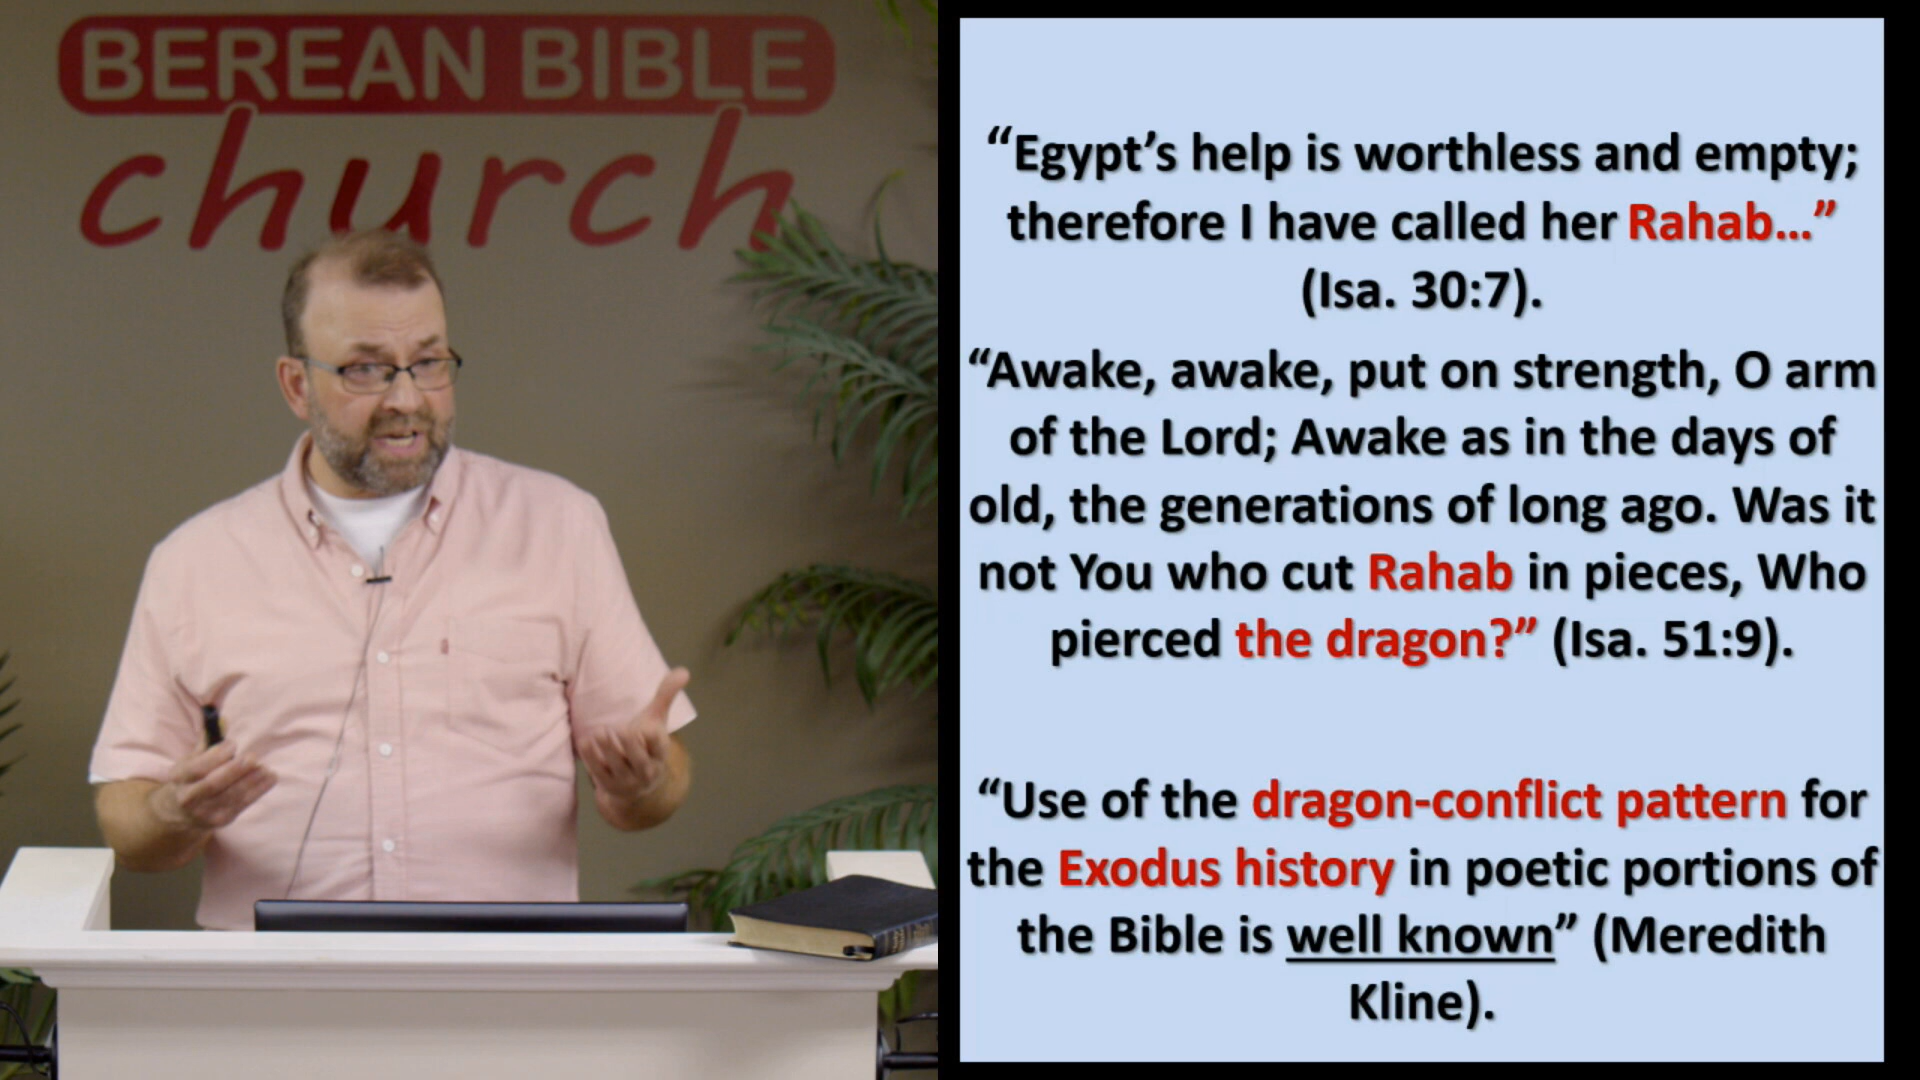 BEREAN BIBLE
church
“Egypt’s help is worthless and empty;
therefore I have called her Rahab...”
(Isa. 30:7).
“Awake, awake, put on strength, O arm
of the Lord; Awake as in the days of
old, the generations of long ago. Was it
not You who cut Rahab in pieces, Who
pierced the dragon?” (Isa. 51:9).
“Use of the dragon-conflict pattern for
the Exodus history in poetic portions of
the Bible is well known” (Meredith
Kline).